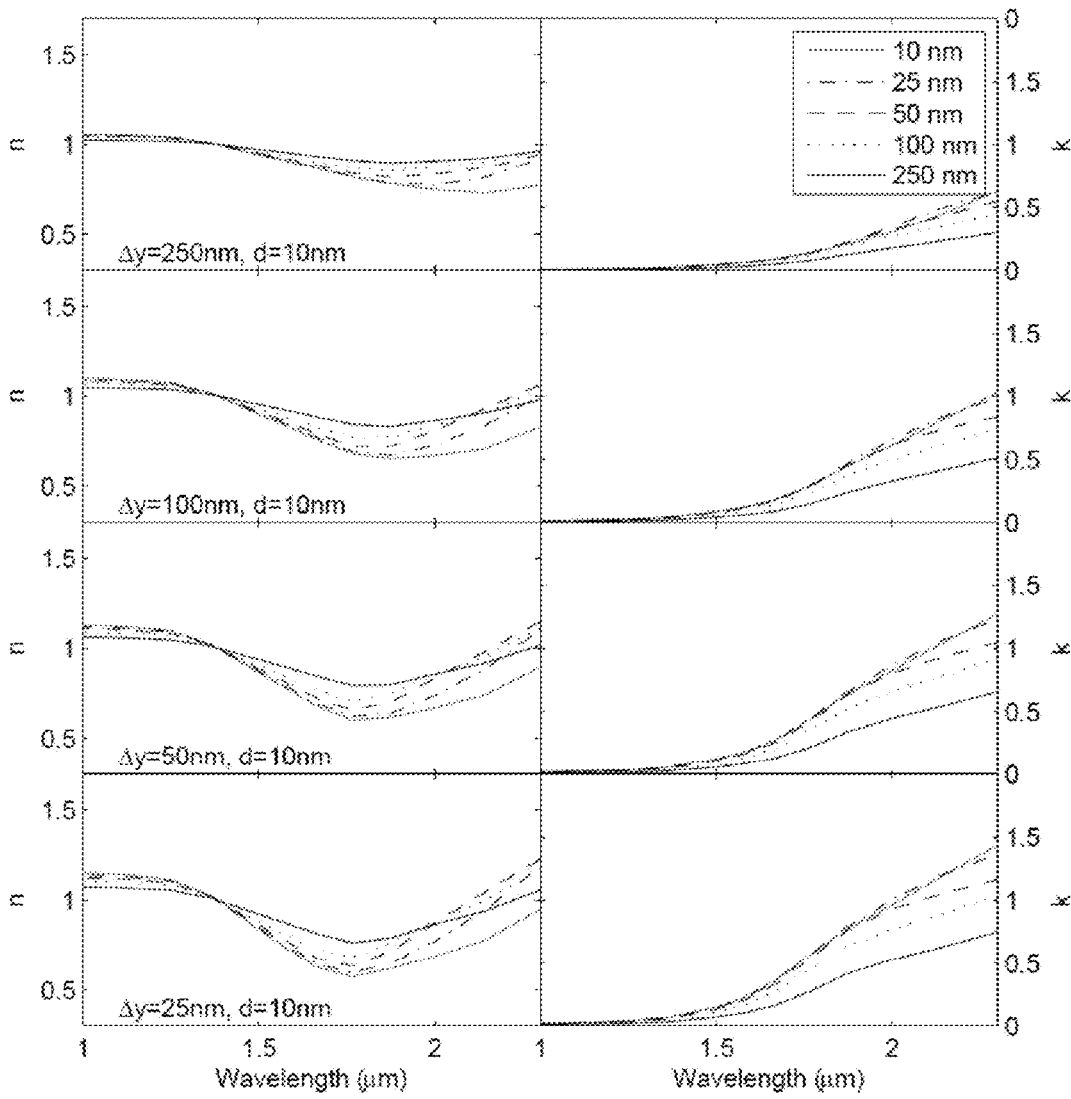 1.5
1
0.5
n
Δy=250nm, d=10nm
10 nm
25 nm
50 nm
100 nm
250 nm
0
1.5
1
0.5
0
k
1.5
1
0.5
n
Δy=100nm, d=10nm
1.5
1
0.5
0
k
1.5
1
0.5
n
Δy=50nm, d=10nm
1.5
1
0.5
0
k
1.5
1
0.5
n
Δy=25nm, d=10nm
1.5
1
0.5
0
k
1
1.5
2
1
1.5
2
Wavelength (μm)
Wavelength (μm)